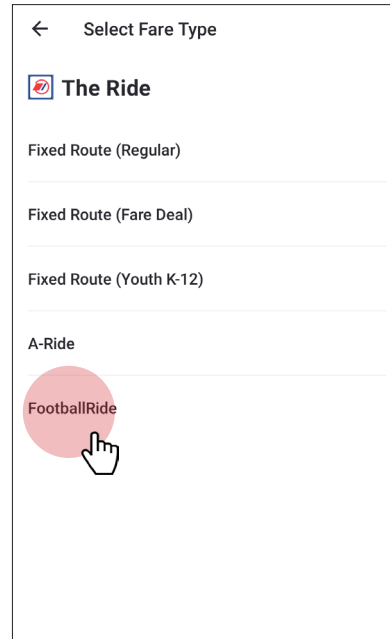 Select Fare Type
The Ride
Fixed Route (Regular)
Fixed Route (Fare Deal)
Fixed Route (Youth K-12)
A-Ride
FootballRide